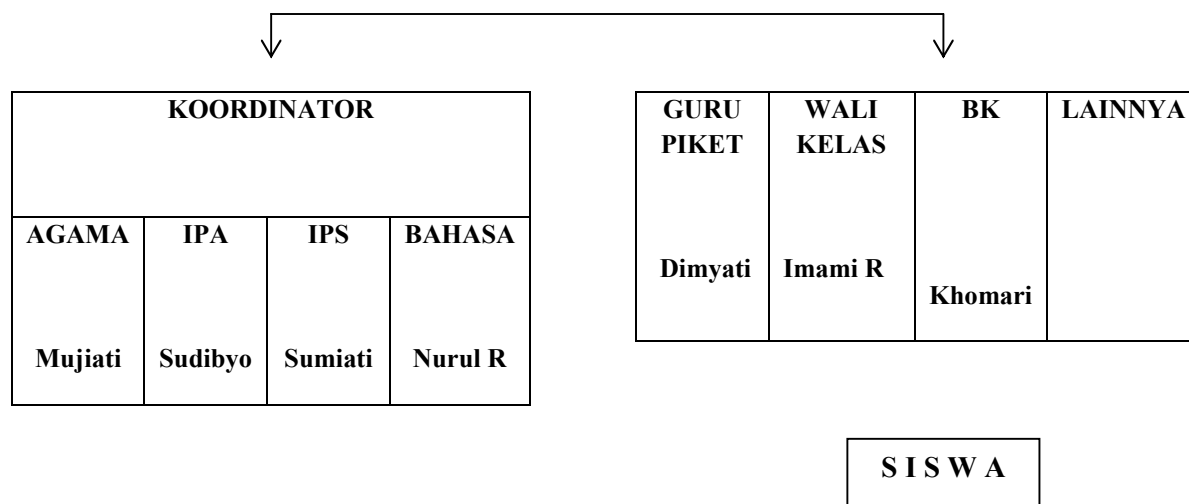 KOORDINATOR
AGAMA IPA IPS BAHASA
Mujiati Sudibyo Sumiati Nurul R
GURU PIKET WALI KELAS BK LAINNYA
Dimyati Imami R Khomari
S I S W A